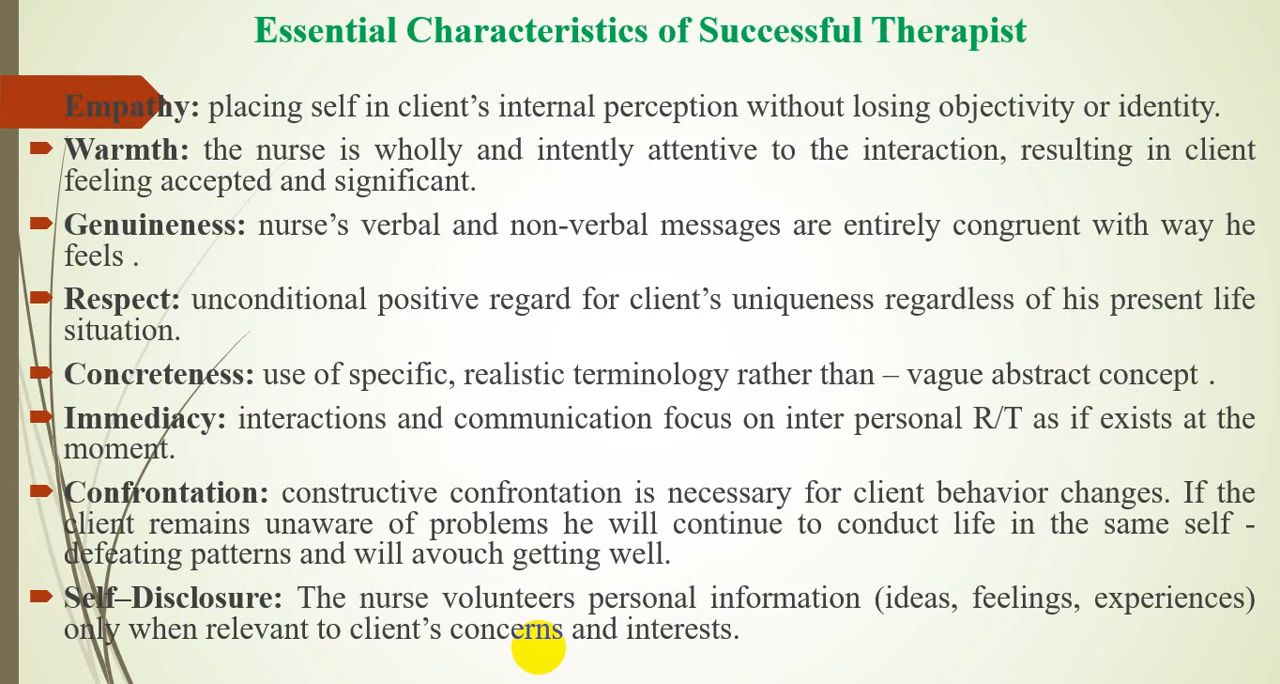 Essential Characteristics of Successful Therapist
Empathy: placing self in client's internal perception without losing objectivity or identity.
Warmth: the nurse is wholly and intently attentive to the interaction, resulting in client
feeling accepted and significant.
Genuineness: nurse's verbal and non-verbal messages are entirely congruent with way he
feels .
Respect: unconditional positive regard for client's uniqueness regardless of his present life
situation.
Concreteness: use of specific, realistic terminology rather than – vague abstract concept .
Immediacy: interactions and communication focus on inter personal R/T as if exists at the
moment.
Confrontation: constructive confrontation is necessary for client behavior changes. If the
client remains unaware of problems he will continue to conduct life in the same self -
defeating patterns and will avouch getting well.
Self–Disclosure: The nurse volunteers personal information (ideas, feelings, experiences)
only when relevant to client's concerns and interests.